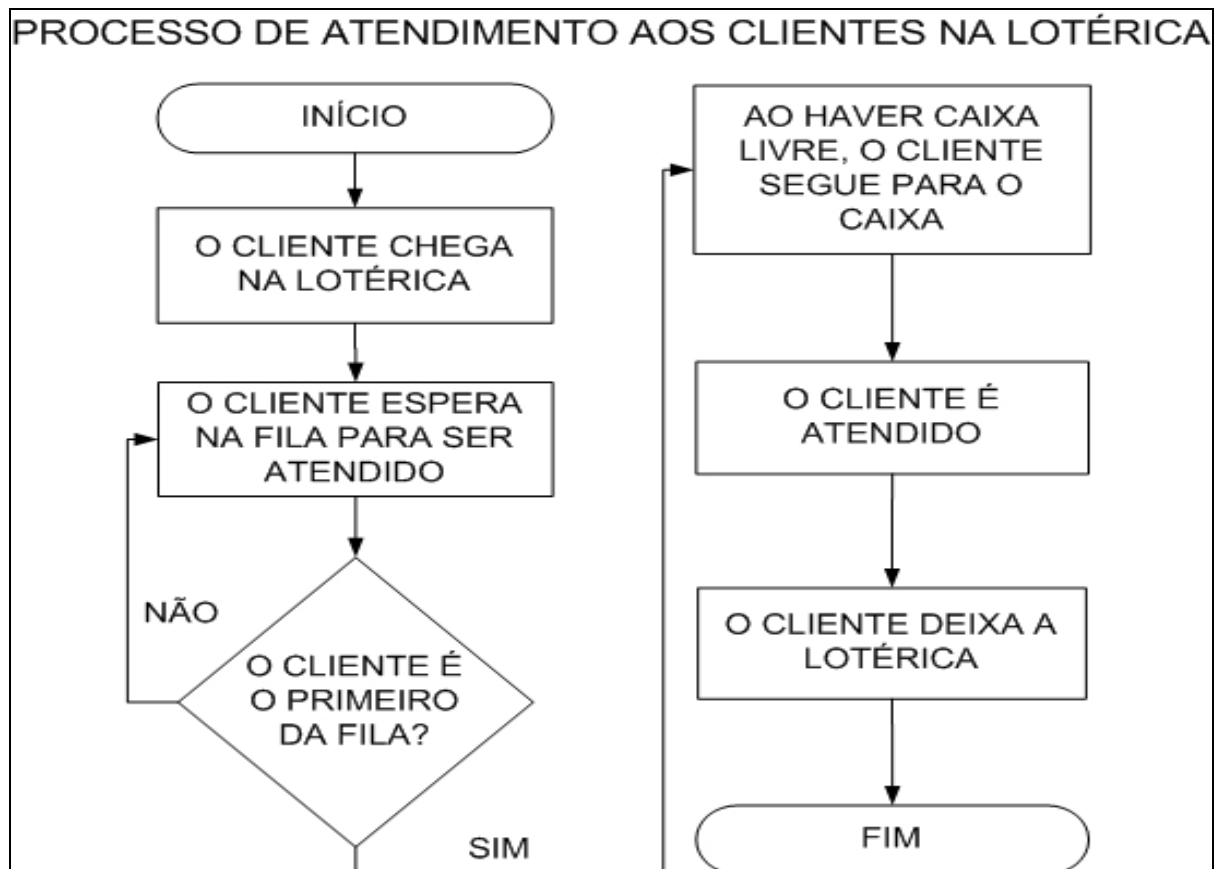 PROCESSO DE ATENDIMENTO AOS CLIENTES NA LOTÉRICA
INÍCIO
O CLIENTE CHEGA
NA LOTÉRICA
O CLIENTE ESPERA
NA FILA PARA SER
ATENDIDO
NÃO
O CLIENTE É
O PRIMEIRO
DA FILA?
SIM
AO HAVER CAIXA
LIVRE, O CLIENTE
SEGUE PARA O
CAIXA
O CLIENTE É
ATENDIDO
O CLIENTE DEIXA A
LOTÉRICA
FIM